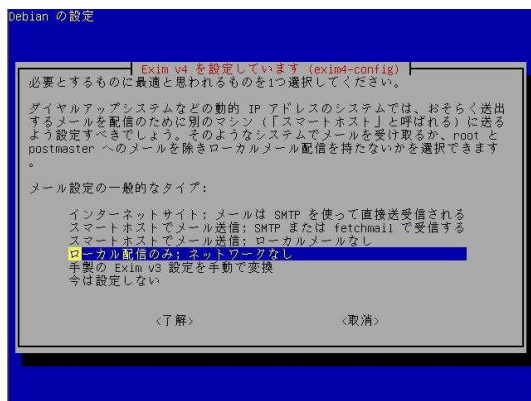 Debian の設定
Exim v4 を設定しています (exim4-config)
必要とするものに最適と思われるものを1つ選択してください。
ダイヤルアップシステムなどの動的 IP アドレスのシステムでは、おそらく送出
するメールを配信のために別のマシン (「スマートホスト」と呼ばれる) に送る
よう設定すべきでしょう。そのようなシステムでメールを受け取るか、root と
postmaster へのメールを除きローカルメール配信を持たないかを選択できます
。
メール設定の一般的なタイプ:
インターネットサイト; メールは SMTP を使って直接送受信される
スマートホストでメール送信; SMTP または fetchmail で受信する
スマートホストでメール送信; ローカルメールなし
ローカル配信のみ; ネットワークなし
手製の Exim v3 設定を手動で変換
今は設定しない
<了解> <取消>